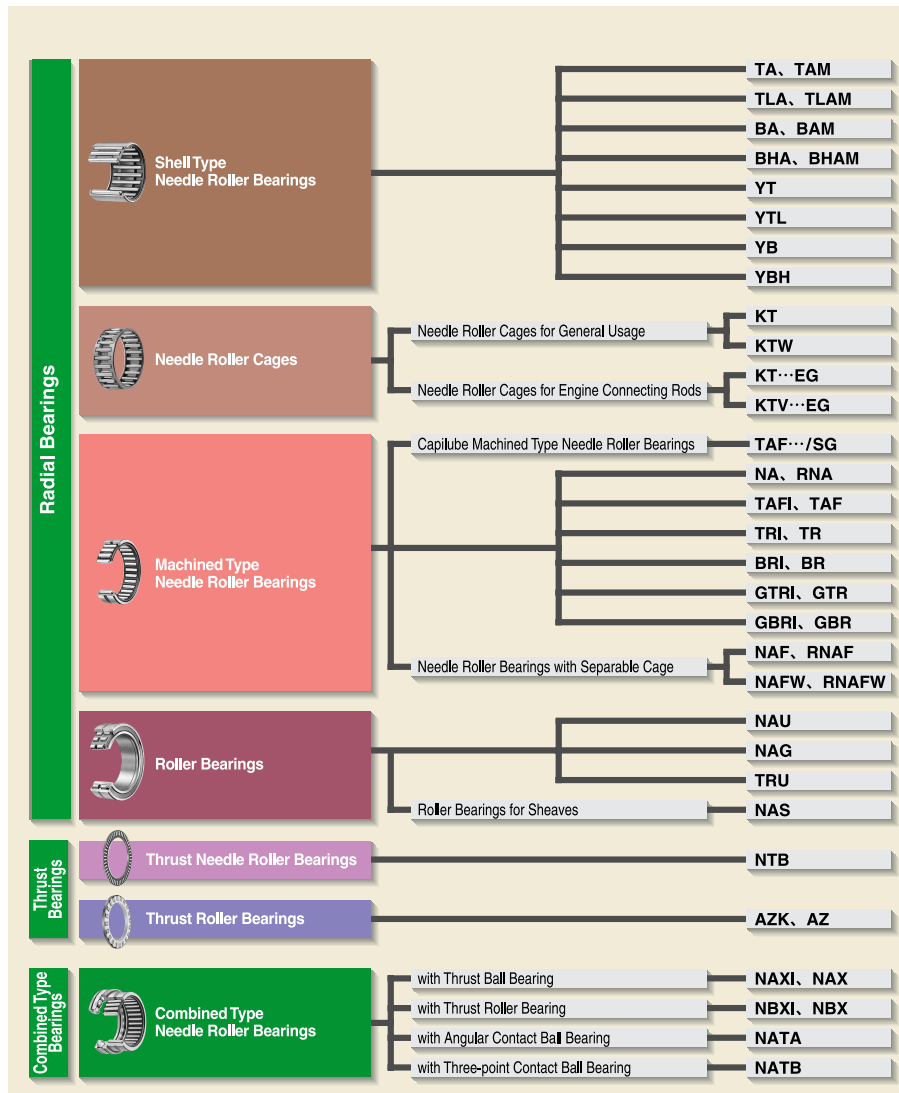 Radial Bearings
Shell Type
Needle Roller Bearings
TA、TAM
TLA、TLAM
BA、BAM
BHA、BHAM
YT
YTL
YB
YBH
Needle Roller Cages
Needle Roller Cages for General Usage
KT
KTW
Needle Roller Cages for Engine Connecting Rods
KT···EG
KTV···EG
Machined Type
Needle Roller Bearings
Capilube Machined Type Needle Roller Bearings
TAF···/SG
NA、RNA
TAFI、TAF
TRI、TR
BRI、BR
GTRI、GTR
GBRI、GBR
Needle Roller Bearings with Separable Cage
NAF、RNAF
NAFW、RNAFW
Roller Bearings
NAU
NAG
TRU
Roller Bearings for Sheaves
NAS
Thrust
Bearings
Thrust Needle Roller Bearings
NTB
Thrust Roller Bearings
AZK、AZ
Combined Type
Bearings
Combined Type
Needle Roller Bearings
with Thrust Ball Bearing
NAXI、NAX
with Thrust Roller Bearing
NBXI、NBX
with Angular Contact Ball Bearing
NATA
with Three-point Contact Ball Bearing
NATB